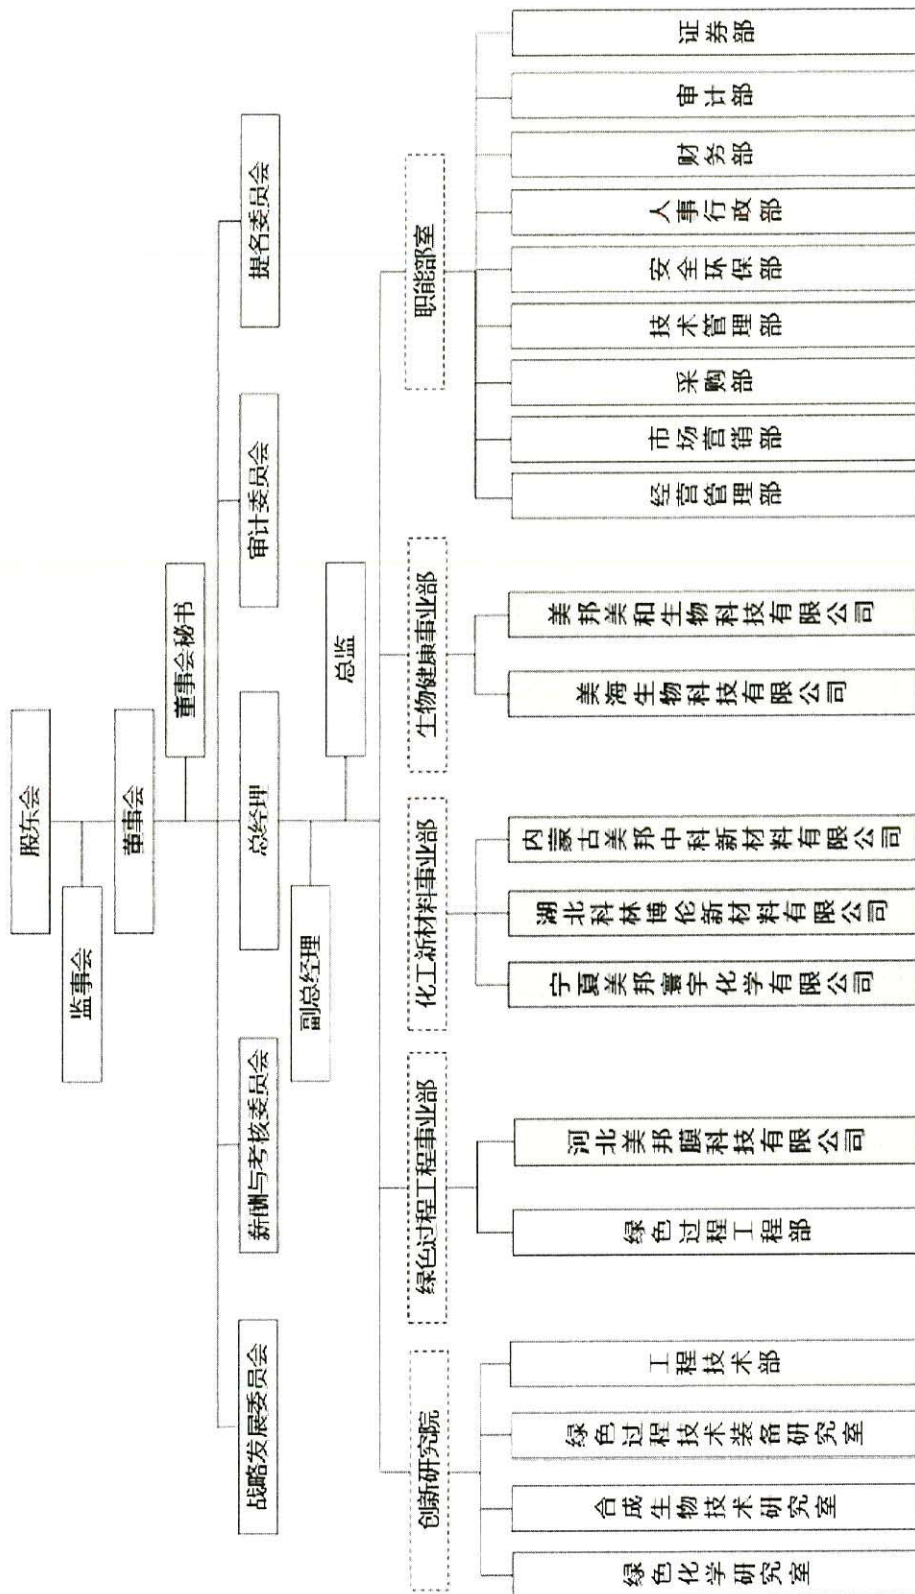 股东会
监事会
董事会
董事会秘书
战略发展委员会
薪酬与考核委员会
总经理
审计委员会
提名委员会
副总经理
总监
创新研究院
绿色过程工程事业部
化工新材料事业部
生物健康事业部
职能部室
绿色化学研究室
合成生物技术研究室
绿色过程技术装备研究室
工程技术部
绿色过程工程部
河北美邦膜科技有限公司
宁夏美邦寰宇化学有限公司
湖北科林博伦新材料有限公司
内蒙古美邦中科新材料有限公司
美海生物科技有限公司
美邦美和生物科技有限公司
经营管理部
市场营销部
采购部
技术管理部
安全环保部
人事行政部
财务部
审计部
证券部